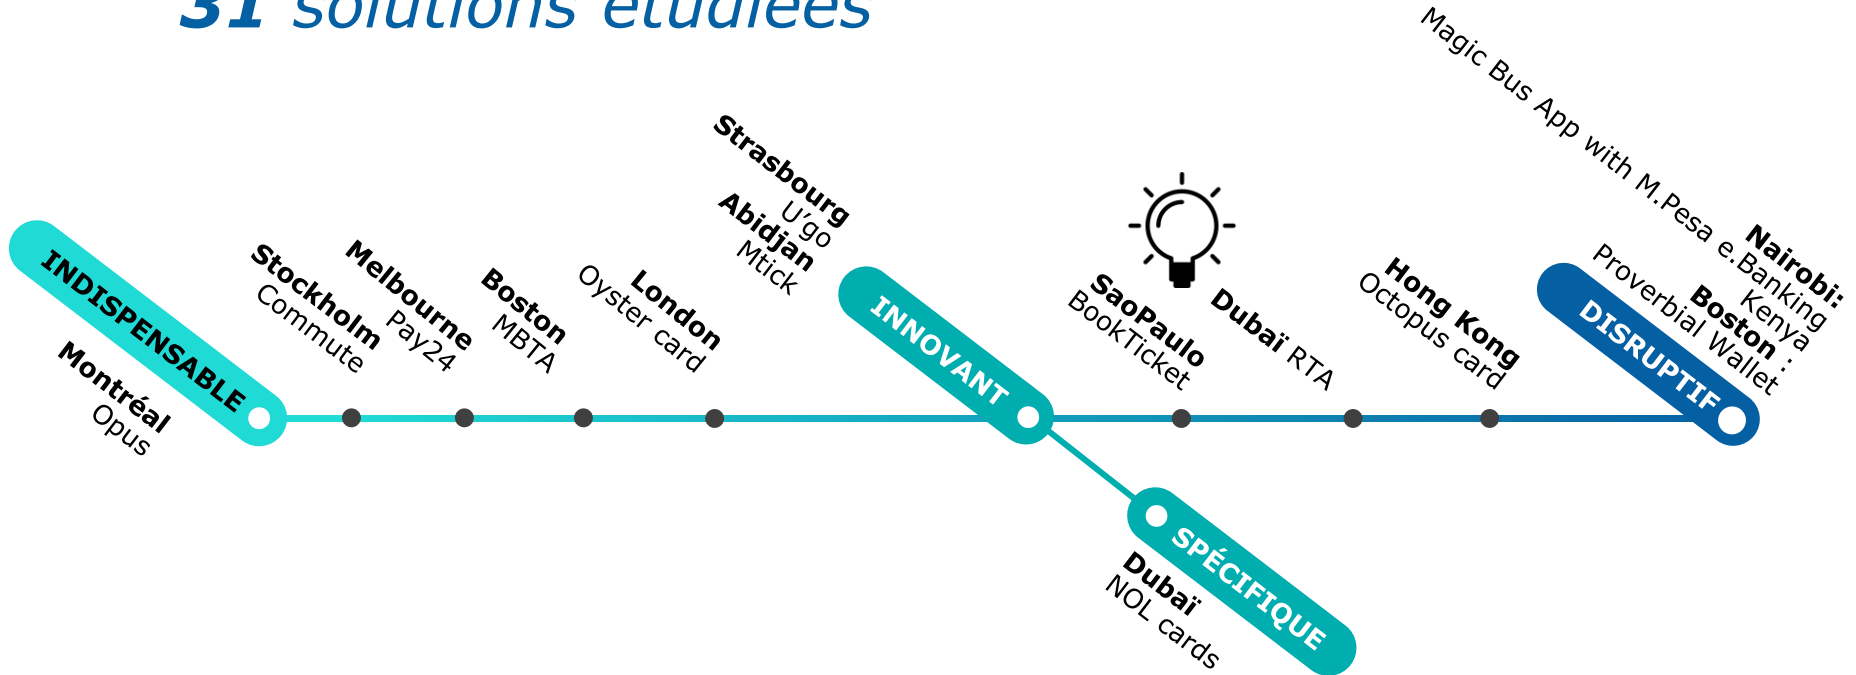 31 solutions étudiées
INDISPENSABLE
Montréal
Opus
Stockholm
Commute
Melbourne
Pay24
Boston
MBTA
London
Oyster card
Strasbourg
U’go
Abidjan
Mtick
INNOVANT
SaoPaulo
BookTicket
Dubaï RTA
Hong Kong
Octopus card
Nairobi:
Magic Bus App with M.Pesa e.Banking
Kenya
Boston :
Proverbial Wallet
DISRUPTIF
SPÉCIFIQUE
Dubaï
NOL cards